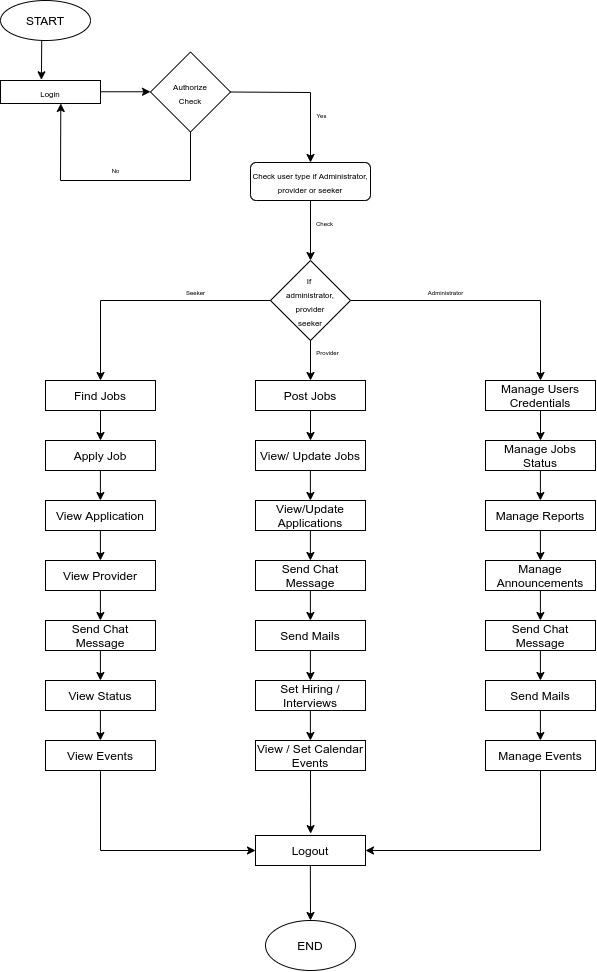 START
Login
Authorize
Check
Yes
No
Check user type if Administrator,
provider or seeker
Check
If
administrator,
provider
seeker
Seeker
Administrator
Provider
Find Jobs
Post Jobs
Manage Users
Credentials
Apply Job
View/ Update Jobs
Manage Jobs
Status
View Application
View/Update
Applications
Manage Reports
View Provider
Send Chat
Message
Manage
Announcements
Send Chat
Message
Send Mails
Send Chat
Message
View Status
Set Hiring /
Interviews
Send Mails
View Events
View / Set Calendar
Events
Manage Events
Logout
END